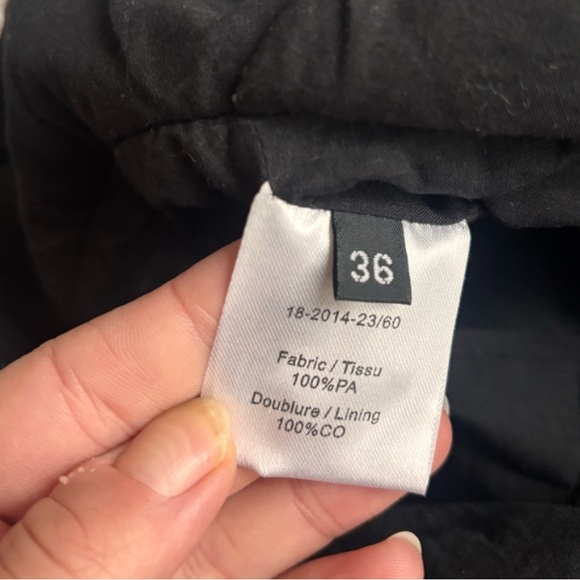 36
18-2014-23/60
Fabric / Tissu
100%PA
Doublure / Lining
100%CO